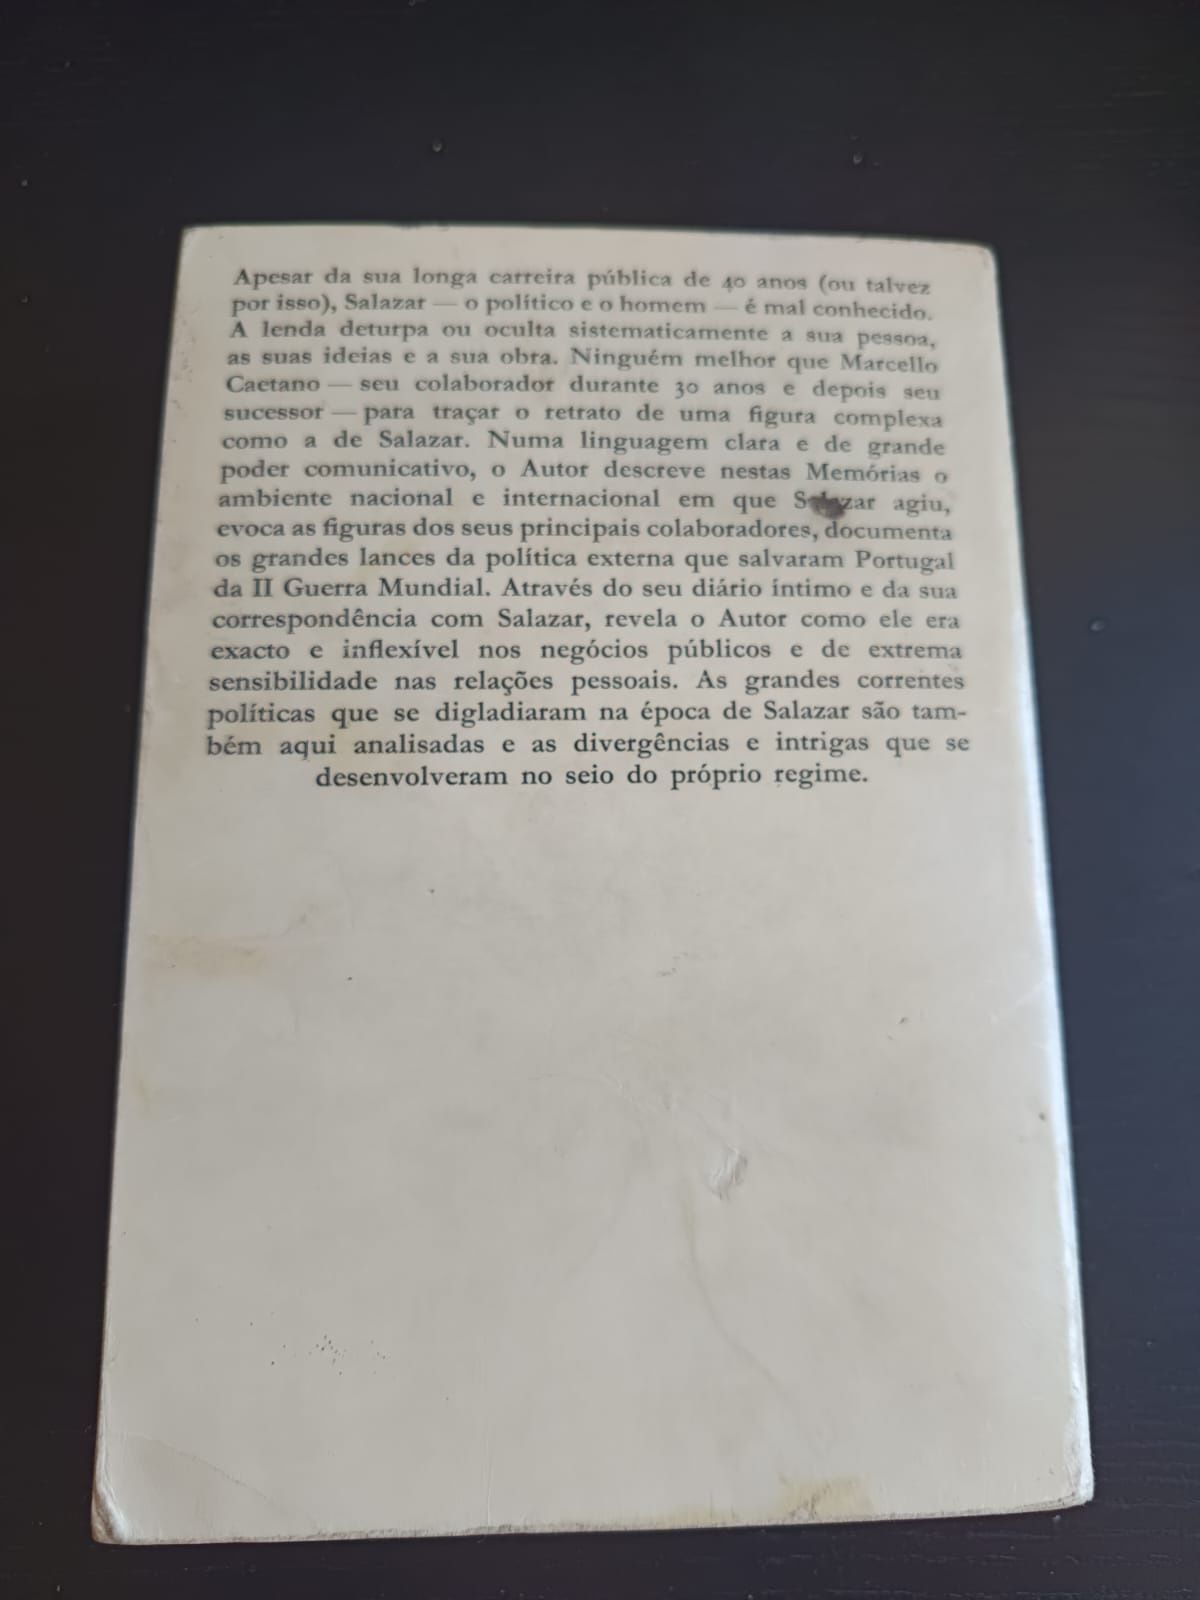 Apesar da sua longa carreira pública de 40 anos (ou talvez
por isso), Salazar — o político e o homem — é mal conhecido.
A lenda deturpa ou oculta sistematicamente a sua pessoa,
as suas ideias e a sua obra. Ninguém melhor que Marcello
Caetano — seu colaborador durante 30 anos e depois seu
sucessor — para traçar o retrato de uma figura complexa
como a de Salazar. Numa linguagem clara e de grande
poder comunicativo, o Autor descreve nestas Memórias o
ambiente nacional e internacional em que Salazar agiu,
evoca as figuras dos seus principais colaboradores, documenta
os grandes lances da política externa que salvaram Portugal
da II Guerra Mundial. Através do seu diário íntimo e da sua
correspondência com Salazar, revela o Autor como ele era
exacto e inflexível nos negócios públicos e de extrema
sensibilidade nas relações pessoais. As grandes correntes
políticas que se digladiaram na época de Salazar são tam-
bém aqui analisadas e as divergências e intrigas que se
desenvolveram no seio do próprio regime.